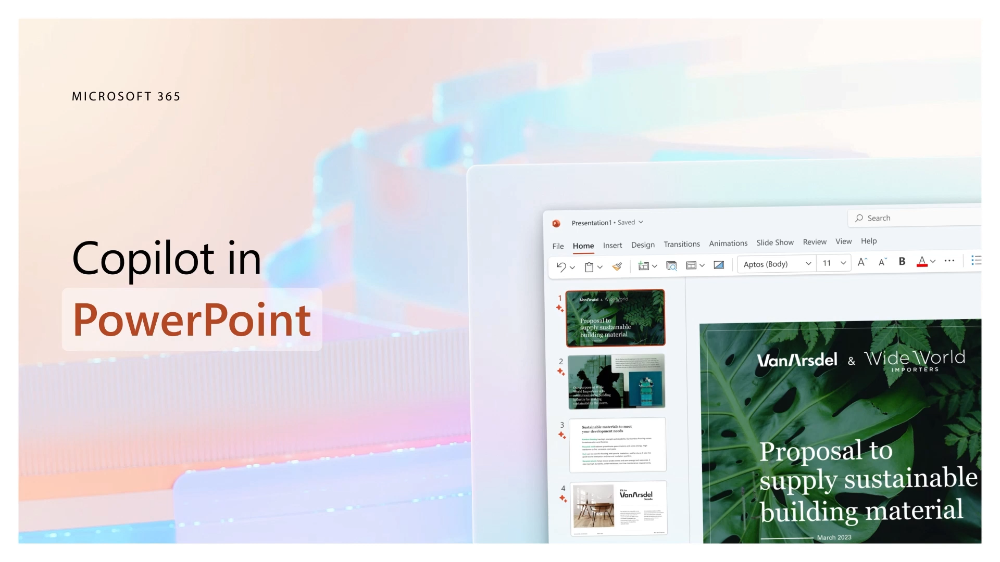 MICROSOFT 365
Copilot in
PowerPoint
Presentation1 • Saved
Search
File Home Insert Design Transitions Animations Slide Show Review View Help
Aptos (Body) 11 A A B A
1
VanArsdel & Wide World
Proposal to
supply sustainable
building material
2
Our purpose at Wide
World Importers is to
revolutionize the building
industry by making
sustainability the norm.
3
Sustainable materials to meet
your development needs
4
Fit to
VanArsdel
Needs
VanArsdel & Wide World
IMPORTERS
Proposal to
supply sustainable
building material
March 2023